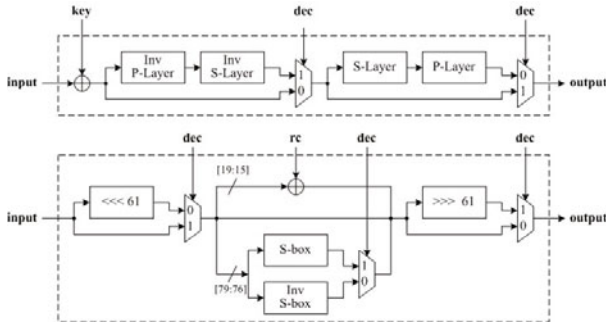 key
dec
dec
input
Inv
P-Layer
Inv
S-Layer
1
0
S-Layer
P-Layer
0
1
output
dec
rc
dec
dec
[19:15]
input
<<< 61
0
1
>>> 61
1
0
output
S-box
[79:76]
Inv
S-box
1
0